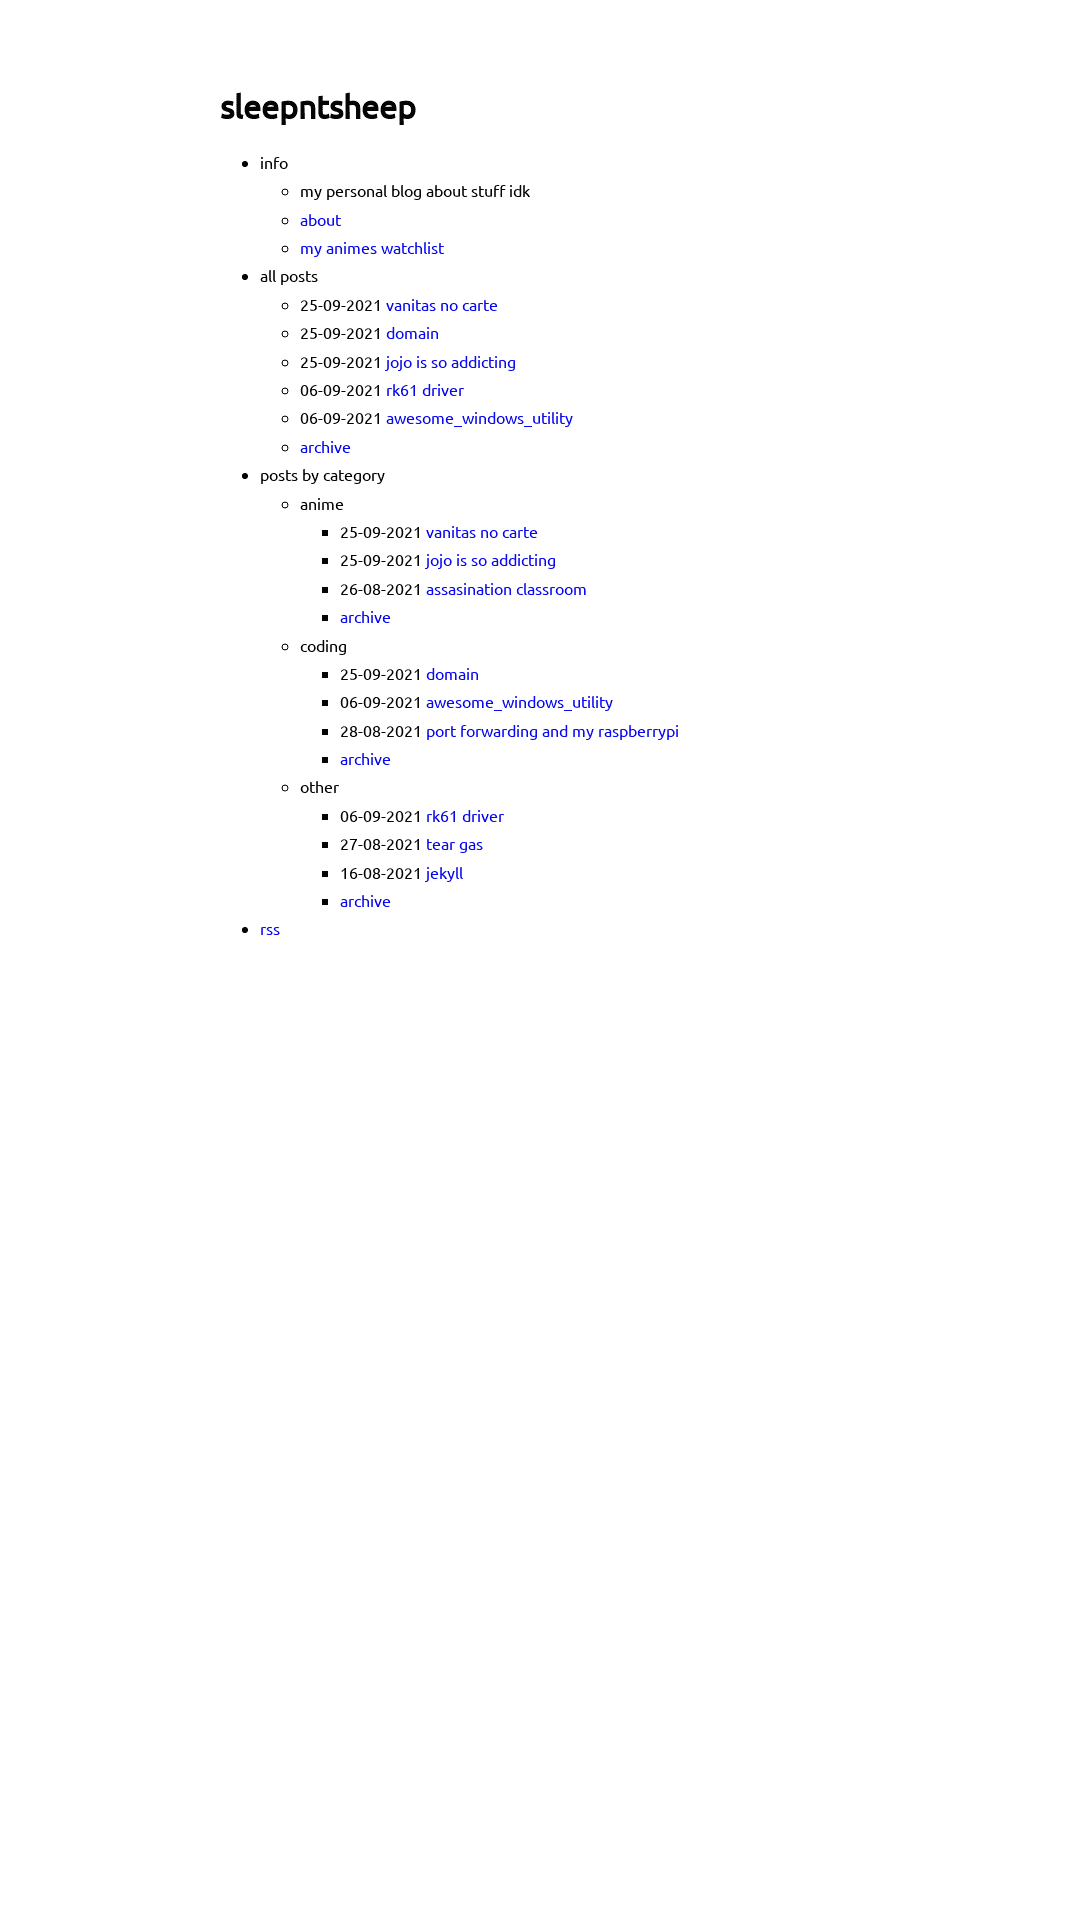 sleepntsheep
info
my personal blog about stuff idk
about
my animes watchlist
all posts
25-09-2021 vanitas no carte
25-09-2021 domain
25-09-2021 jojo is so addicting
06-09-2021 rk61 driver
06-09-2021 awesome_windows_utility
archive
posts by category
anime
25-09-2021 vanitas no carte
25-09-2021 jojo is so addicting
26-08-2021 assasination classroom
archive
coding
25-09-2021 domain
06-09-2021 awesome_windows_utility
28-08-2021 port forwarding and my raspberrypi
archive
other
06-09-2021 rk61 driver
27-08-2021 tear gas
16-08-2021 jekyll
archive
rss